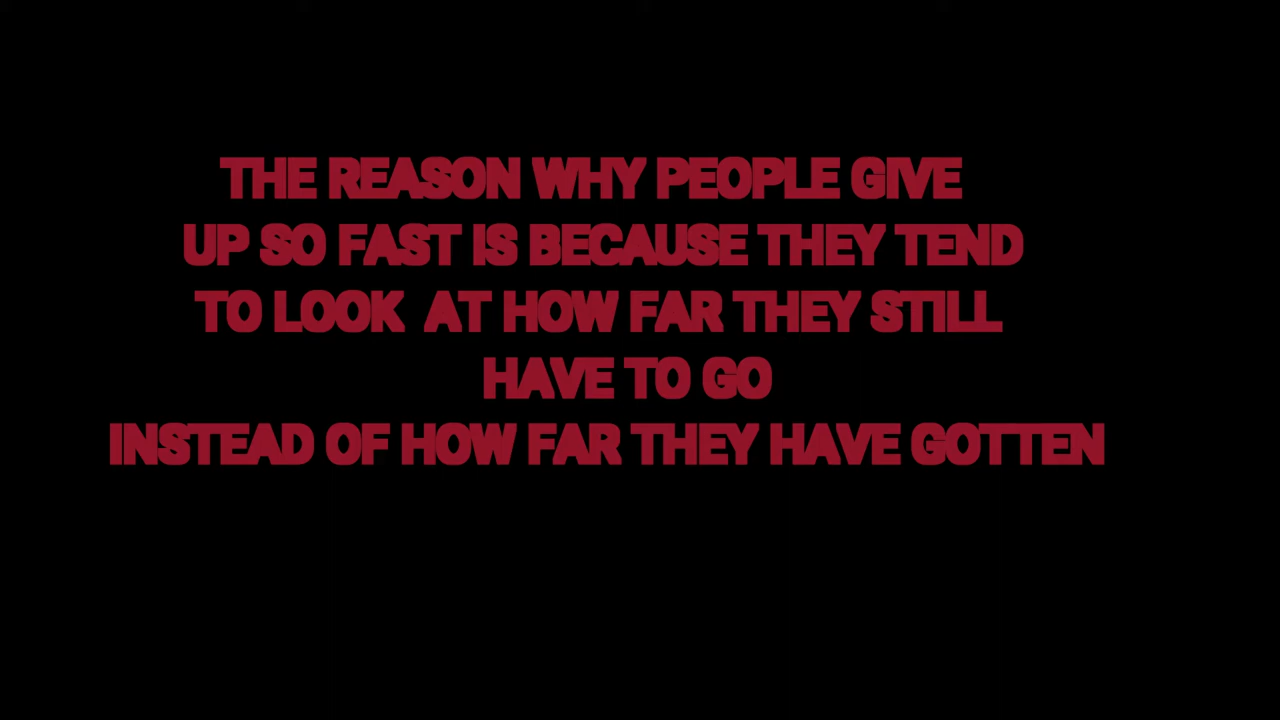 THE REASON WHY PEOPLE GIVE
UP SO FAST IS BECAUSE THEY TEND
TO LOOK AT HOW FAR THEY STILL
HAVE TO GO
INSTEAD OF HOW FAR THEY HAVE GOTTEN